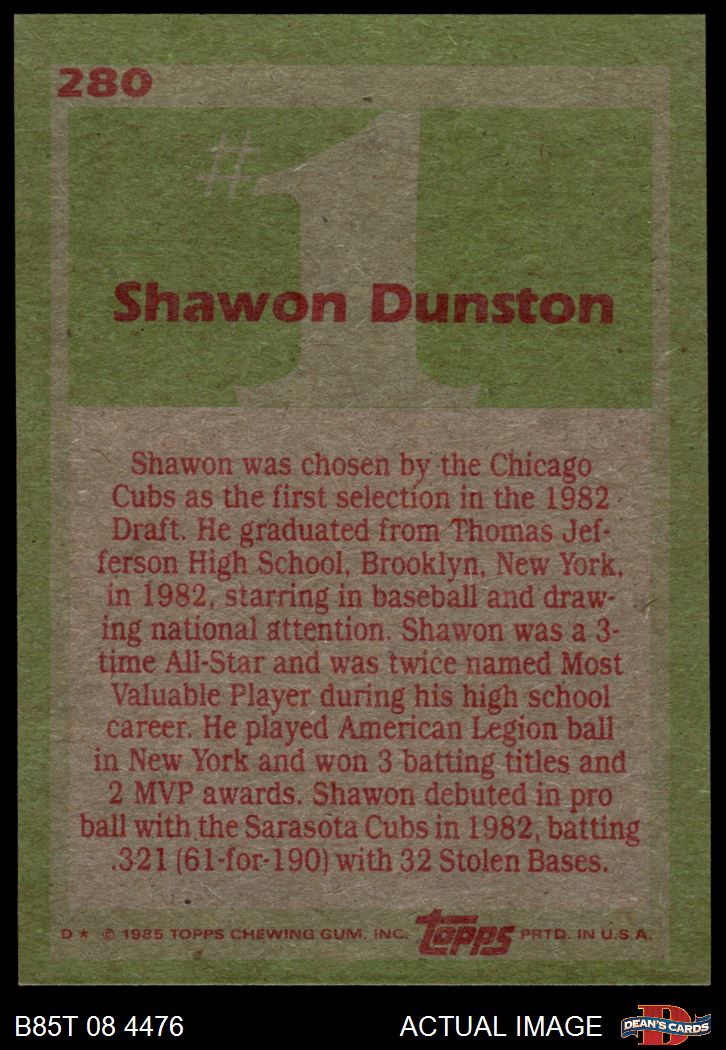 280
#1
Shawon Dunston
Shawon was chosen by the Chicago
Cubs as the first selection in the 1982
Draft. He graduated from Thomas Jef-
ferson High School, Brooklyn, New York,
in 1982, starring in baseball and draw-
ing national attention. Shawon was a 3-
time All-Star and was twice named Most
Valuable Player during his high school
career. He played American Legion ball
in New York and won 3 batting titles and
2 MVP awards. Shawon debuted in pro
ball with the Sarasota Cubs in 1982, batting
.321 (61-for-190) with 32 Stolen Bases.
D★ © 1985 TOPPS CHEWING GUM, INC. topps PRTD. IN U.S.A.
B85T 08 4476 ACTUAL IMAGE D DEAN'S CARDS